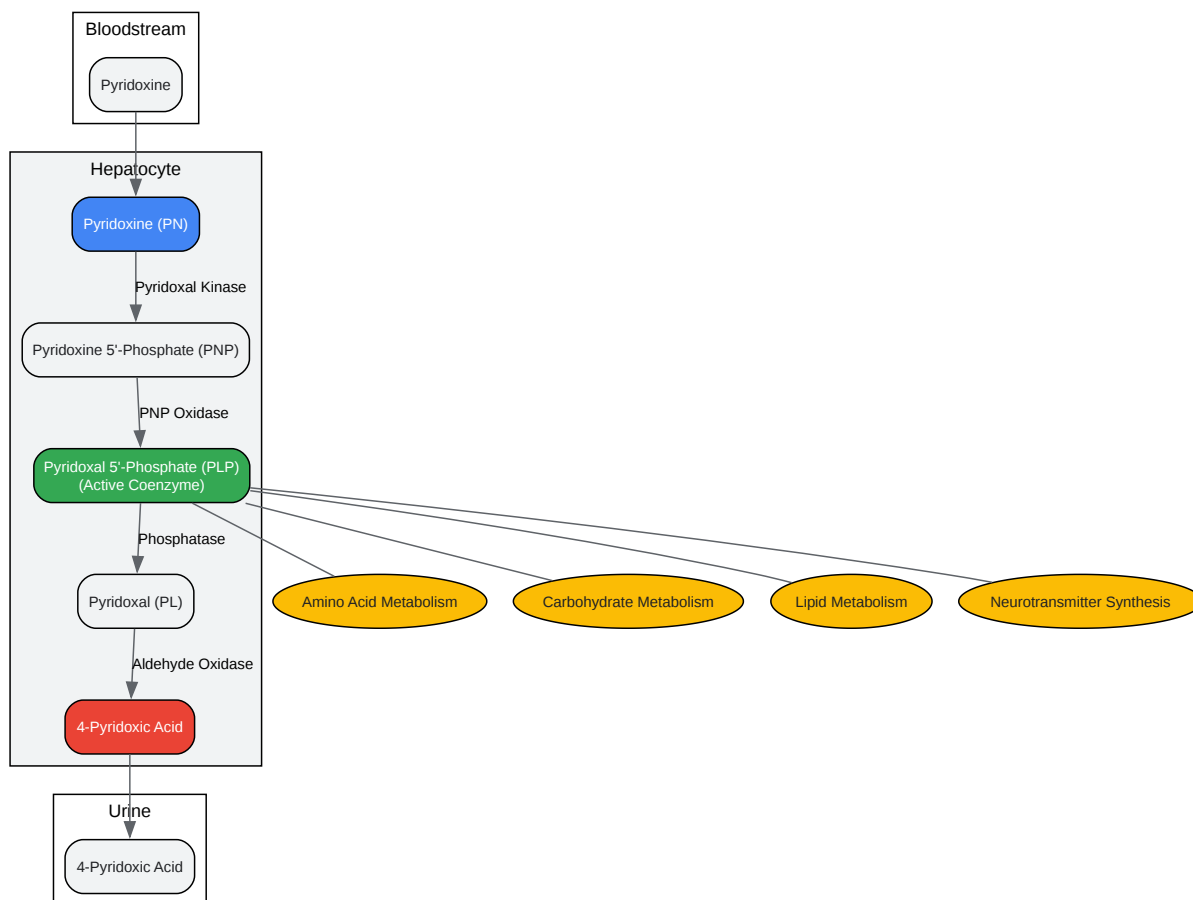 Bloodstream
Pyridoxine
Hepatocyte
Pyridoxine (PN)
Pyridoxal Kinase
Pyridoxine 5'-Phosphate (PNP)
PNP Oxidase
Pyridoxal 5'-Phosphate (PLP)
(Active Coenzyme)
Phosphatase
Pyridoxal (PL)
Amino Acid Metabolism
Carbohydrate Metabolism
Lipid Metabolism
Neurotransmitter Synthesis
Aldehyde Oxidase
4-Pyridoxic Acid
Urine
4-Pyridoxic Acid